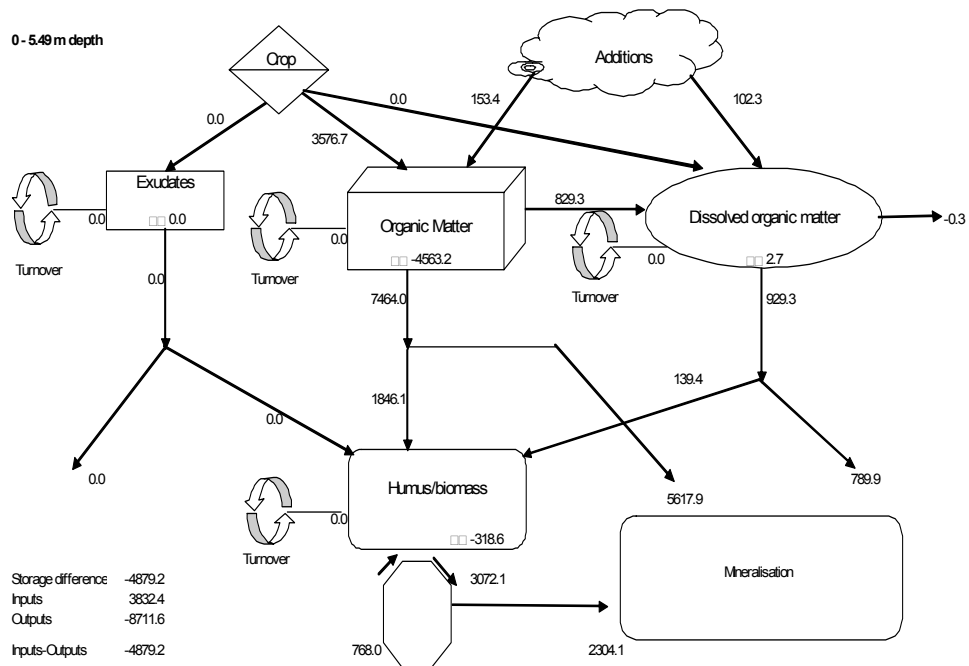 0 - 5.49 m depth
Crop
Additions
0.0
153.4
102.3
0.0
3576.7
Exudates
0.0
□□ 0.0
Turnover
Organic Matter
0.0
□□ -4563.2
Turnover
829.3
Dissolved organic matter
0.0
□□ 2.7
Turnover
-0.3
0.0
7464.0
929.3
0.0
0.0
1846.1
139.4
5617.9
789.9
Humus/biomass
0.0
□□ -318.6
Turnover
Mineralisation
3072.1
768.0
2304.1
Storage difference -4879.2
Inputs 3832.4
Outputs -8711.6
Inputs-Outputs -4879.2